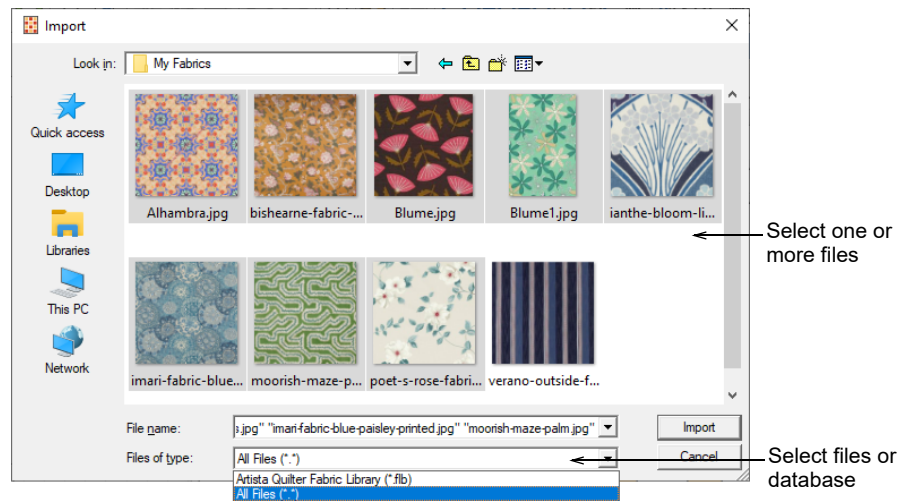 Import
Look in:
My Fabrics
Quick access
Desktop
Libraries
This PC
Network
Alhambra.jpg
bishearne-fabric-...
Blume.jpg
Blume1.jpg
ianthe-bloom-li...
Select one or
more files
imari-fabric-blue...
moorish-maze-p...
poet-s-rose-fabri...
verano-outside-f...
File name:
s.jpg" "imari-fabric-blue-paisley-printed.jpg" "moorish-maze-palm.jpg"
Import
Files of type:
All Files (*.*)
Cancel
Select files or
database
Artista Quilter Fabric Library (*.flb)
All Files (*.*)